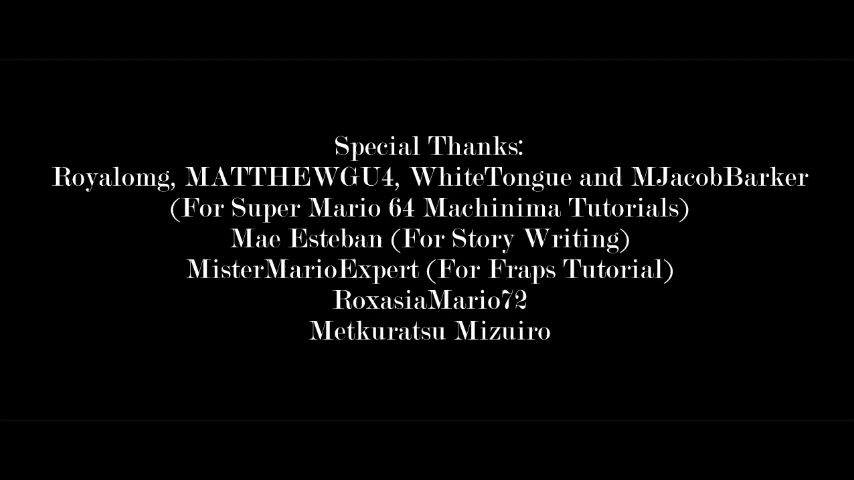 Special Thanks:
Royalomg, MATTHEWGU4, WhiteTongue and MJacobBarker
(For Super Mario 64 Machinima Tutorials)
Mae Esteban (For Story Writing)
MisterMarioExpert (For Fraps Tutorial)
RoxasiaMario72
Metkuratsu Mizuiro